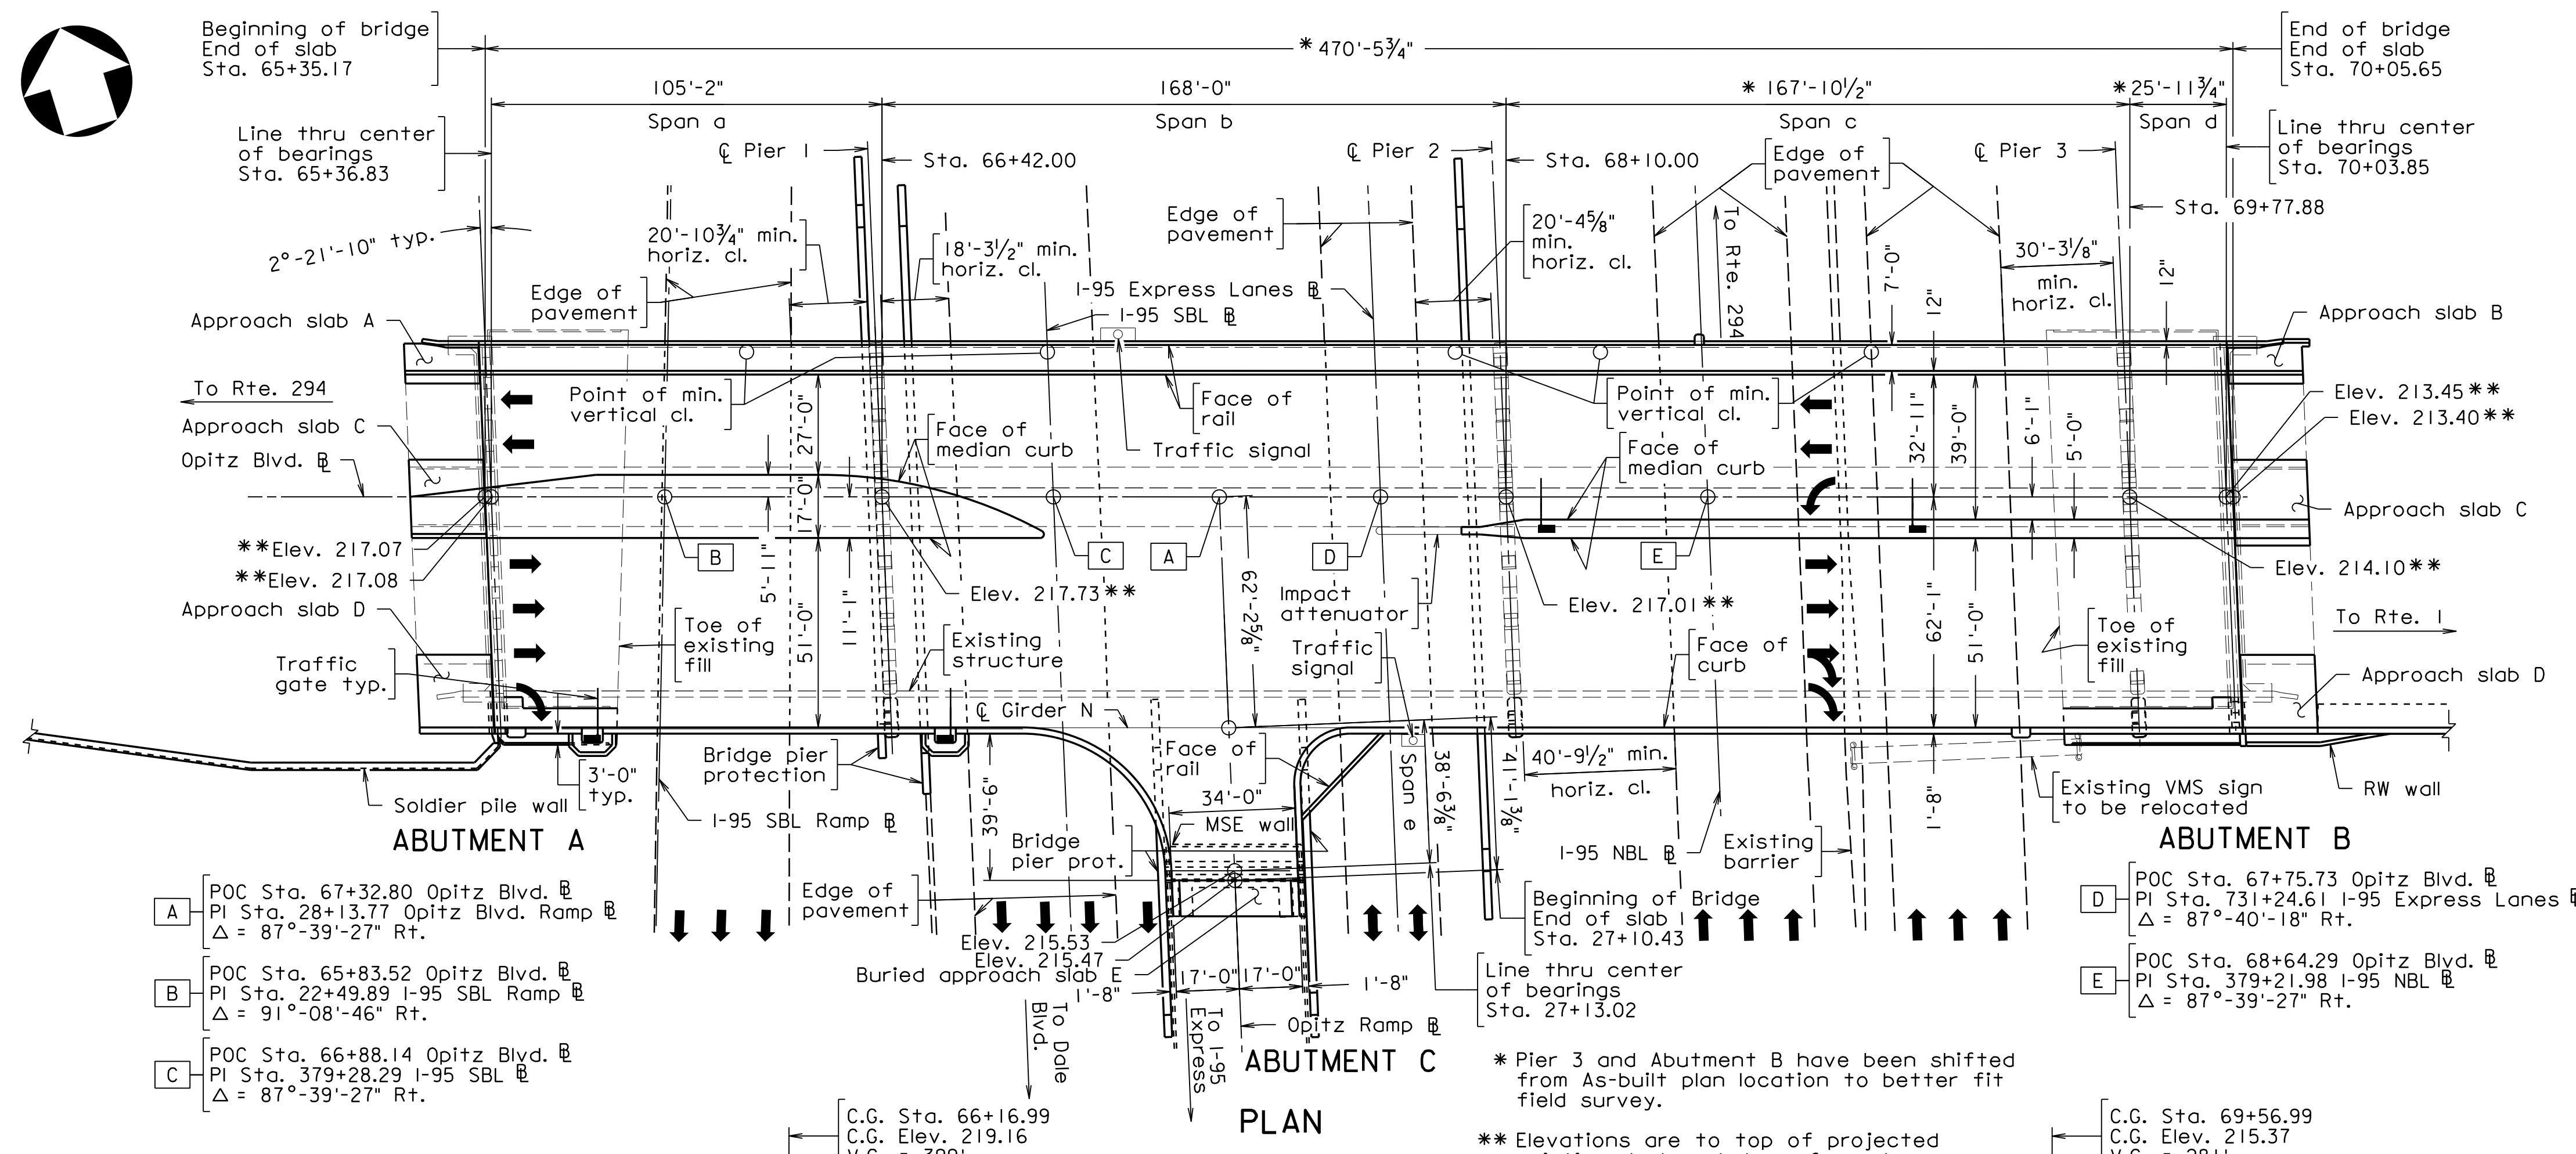 Beginning of bridge
End of slab
Sta. 65+35.17
* 470'-5¾"
End of bridge
End of slab
Sta. 70+05.65
105'-2"
Span a
168'-0"
Span b
* 167'-10½"
Span c
* 25'-11¾"
Span d
Line thru center
of bearings
Sta. 65+36.83
℄ Pier 1
Sta. 66+42.00
℄ Pier 2
Sta. 68+10.00
Edge of
pavement
℄ Pier 3
Line thru center
of bearings
Sta. 70+03.85
Sta. 69+77.88
2°-21'-10" typ.
20'-10¾" min.
horiz. cl.
18'-3½" min.
horiz. cl.
Edge of
pavement
20'-4⅝"
min.
horiz. cl.
To Rte. 294
7'-0"
12"
30'-3⅛"
min.
horiz. cl.
12"
Edge of
pavement
I-95 Express Lanes BL
I-95 SBL BL
Approach slab A
Approach slab B
To Rte. 294
Point of min.
vertical cl.
Face of
rail
Point of min.
vertical cl.
Elev. 213.45**
Elev. 213.40**
Approach slab C
Opitz Blvd. BL
27'-0"
Face of
median curb
Traffic signal
Face of
median curb
32'-11"
39'-0"
6'-1"
5'-0"
17'-0"
Approach slab C
**Elev. 217.07
**Elev. 217.08
B
C
A
D
E
5'-11"
11'-1"
51'-0"
Elev. 217.73**
62'-2⅝"
Impact
attenuator
Elev. 217.01**
Elev. 214.10**
Approach slab D
Toe of
existing
fill
Existing
structure
Traffic
signal
Face of
curb
62'-1"
51'-0"
Toe of
existing
fill
To Rte. 1
Traffic
gate typ.
Approach slab D
℄ Girder N
3'-0"
typ.
Bridge pier
protection
39'-6"
Face of
rail
Span e
38'-6⅜"
41'-1⅜"
40'-9½" min.
horiz. cl.
1'-8"
Existing VMS sign
to be relocated
RW wall
Soldier pile wall
ABUTMENT A
I-95 SBL Ramp BL
34'-0"
MSE wall
Bridge
pier prot.
I-95 NBL BL
Existing
barrier
ABUTMENT B
A
POC Sta. 67+32.80 Opitz Blvd. BL
PI Sta. 28+13.77 Opitz Blvd. Ramp BL
Δ = 87°-39'-27" Rt.
Edge of
pavement
Beginning of Bridge
End of slab
Sta. 27+10.43
D
POC Sta. 67+75.73 Opitz Blvd. BL
PI Sta. 731+24.61 I-95 Express Lanes BL
Δ = 87°-40'-18" Rt.
Elev. 215.53
Elev. 215.47
Buried approach slab E
17'-0"
17'-0"
1'-8"
1'-8"
Line thru center
of bearings
Sta. 27+13.02
B
POC Sta. 65+83.52 Opitz Blvd. BL
PI Sta. 22+49.89 I-95 SBL Ramp BL
Δ = 91°-08'-46" Rt.
E
POC Sta. 68+64.29 Opitz Blvd. BL
PI Sta. 379+21.98 I-95 NBL BL
Δ = 87°-39'-27" Rt.
To Dale
Blvd.
To I-95
Express
Opitz Ramp BL
ABUTMENT C
C
POC Sta. 66+88.14 Opitz Blvd. BL
PI Sta. 379+28.29 I-95 SBL BL
Δ = 87°-39'-27" Rt.
* Pier 3 and Abutment B have been shifted
from As-built plan location to better fit
field survey.
PLAN
C.G. Sta. 66+16.99
C.G. Elev. 219.16
** Elevations are to top of projected
C.G. Sta. 69+56.99
C.G. Elev. 215.37